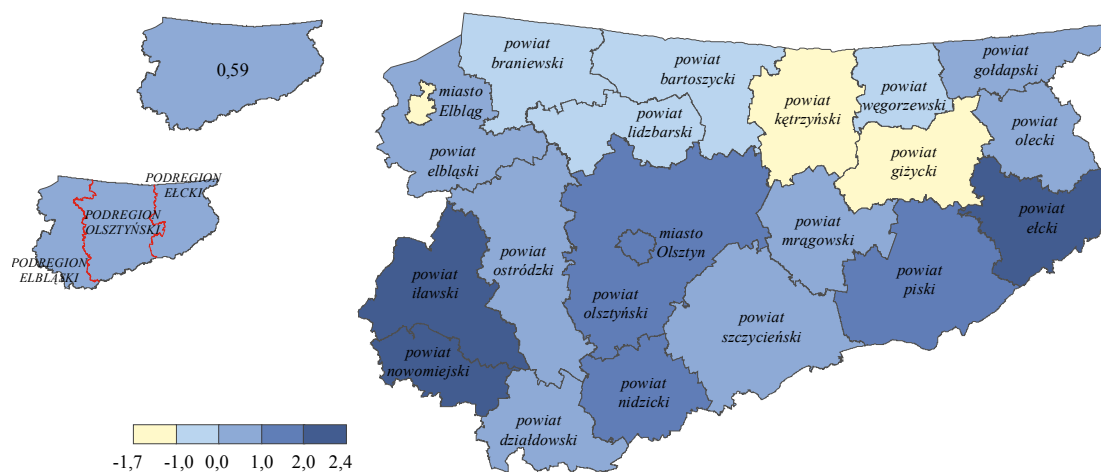 0,59
PODREGION
EŁCKI
PODREGION
OLSZTYŃSKI
PODREGION
ELBLĄSKI
-1,7
-1,0
0,0
1,0
2,0
2,4
powiat
braniewski
powiat
bartoszycki
powiat
gołdapski
miasto
Elbląg
powiat
lidzbarski
powiat
kętrzyński
powiat
węgorzewski
powiat
olecki
powiat
elbląski
powiat
giżycki
powiat
ełcki
powiat
ostródzki
miasto
Olsztyn
powiat
mrągowski
powiat
iławski
powiat
olsztyński
powiat
piski
powiat
szczycieński
powiat
nowomiejski
powiat
nidzicki
powiat
działdowski